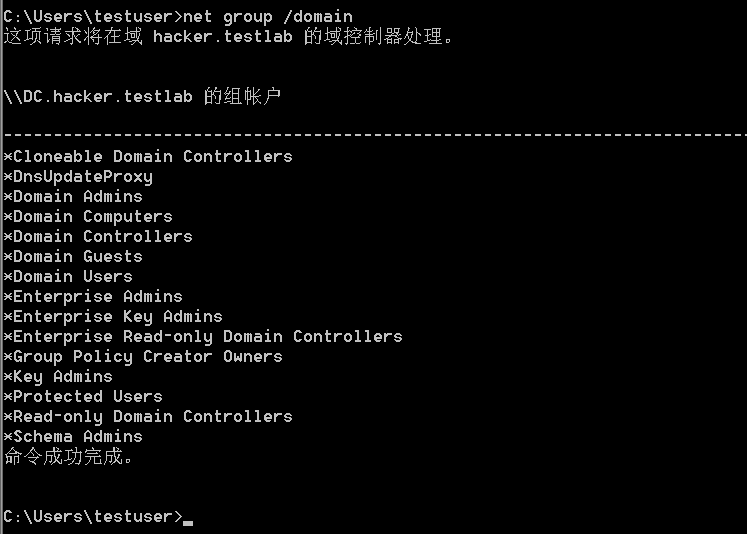 C:\Users\testuser>net group /domain
这项请求将在域 hacker.testlab 的域控制器处理。
\\DC.hacker.testlab 的组帐户
-------------------------------------------------------------------------------
*Cloneable Domain Controllers
*DnsUpdateProxy
*Domain Admins
*Domain Computers
*Domain Controllers
*Domain Guests
*Domain Users
*Enterprise Admins
*Enterprise Key Admins
*Enterprise Read-only Domain Controllers
*Group Policy Creator Owners
*Key Admins
*Protected Users
*Read-only Domain Controllers
*Schema Admins
命令成功完成。
C:\Users\testuser>